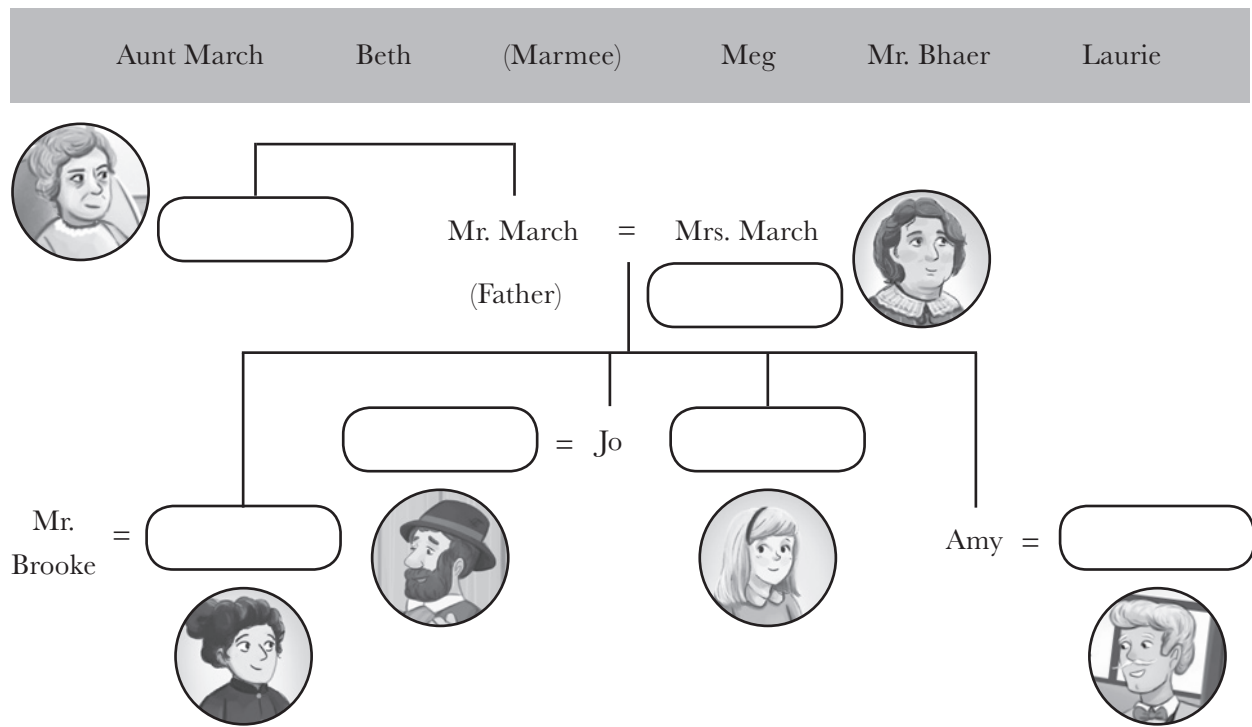 Aunt March Beth (Marmee) Meg Mr. Bhaer Laurie
Mr. March = Mrs. March
(Father)
= Jo
Mr. =
Brooke
Amy =